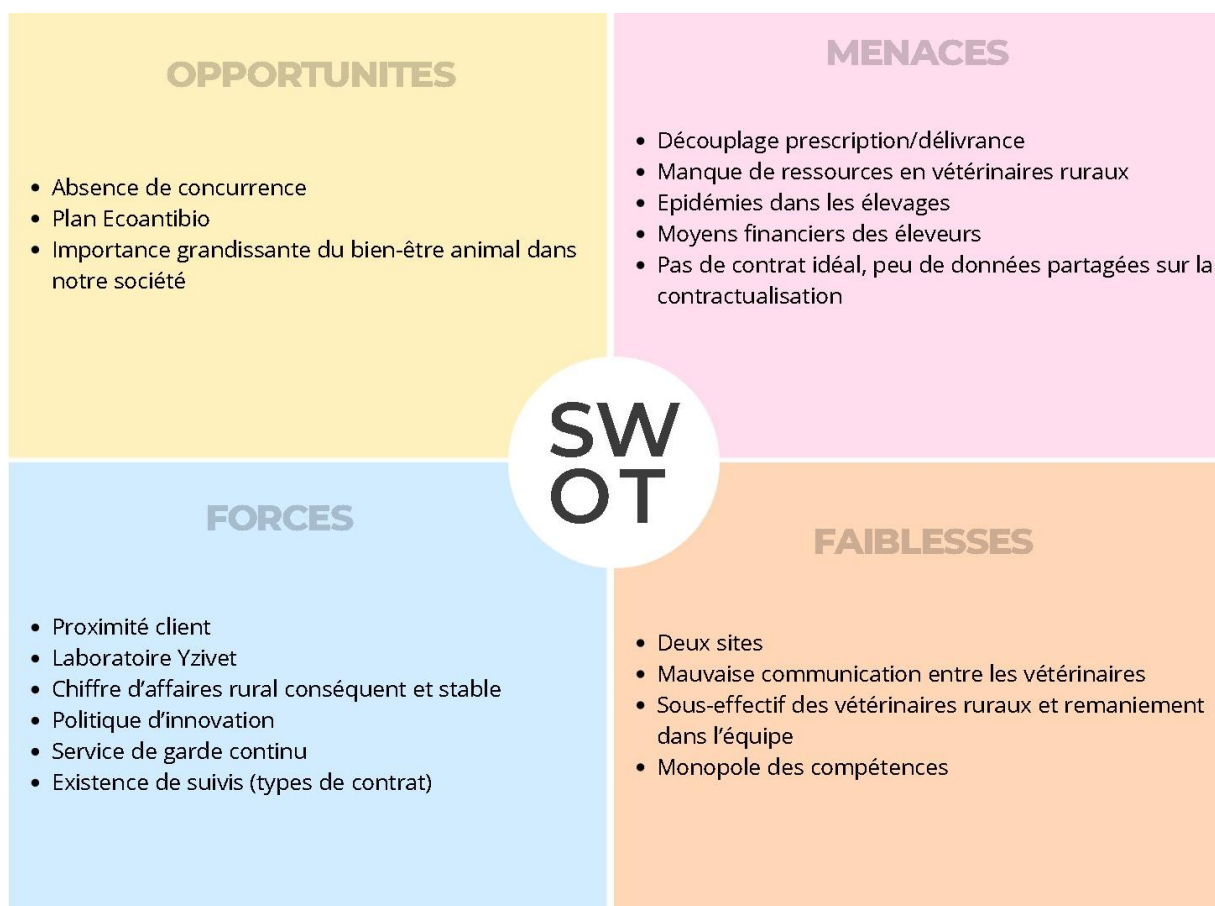 OPPORTUNITES
• Absence de concurrence
• Plan Ecoantibio
• Importance grandissante du bien-être animal dans
notre société
MENACES
• Découplage prescription/délivrance
• Manque de ressources en vétérinaires ruraux
• Epidémies dans les élevages
• Moyens financiers des éleveurs
• Pas de contrat idéal, peu de données partagées sur la
contractualisation
SW
OT
FORCES
• Proximité client
• Laboratoire Yzivet
• Chiffre d'affaires rural conséquent et stable
• Politique d'innovation
• Service de garde continu
• Existence de suivis (types de contrat)
FAIBLESSES
• Deux sites
• Mauvaise communication entre les vétérinaires
• Sous-effectif des vétérinaires ruraux et remaniement
dans l'équipe
• Monopole des compétences